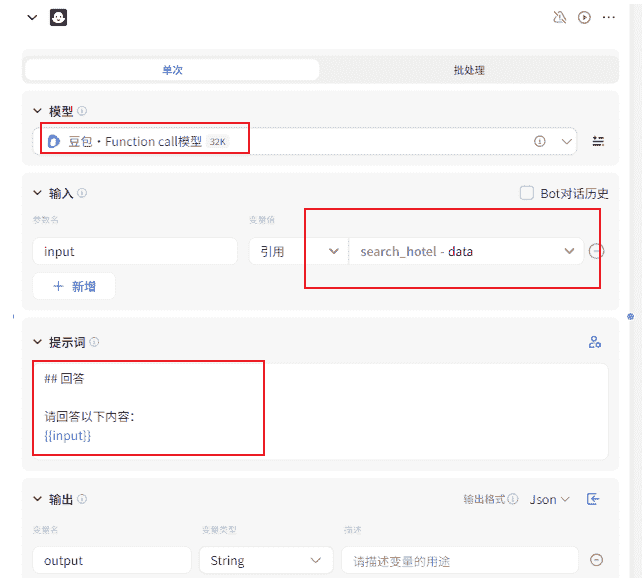 单次 批处理
模型
豆包·Function call模型 32K
输入 Bot对话历史
参数名 变量值
input 引用 search_hotel - data
+ 新增
提示词
## 回答
请回答以下内容：
{{input}}
输出 输出格式 Json
变量名 变量类型 描述
output String 请描述变量的用途